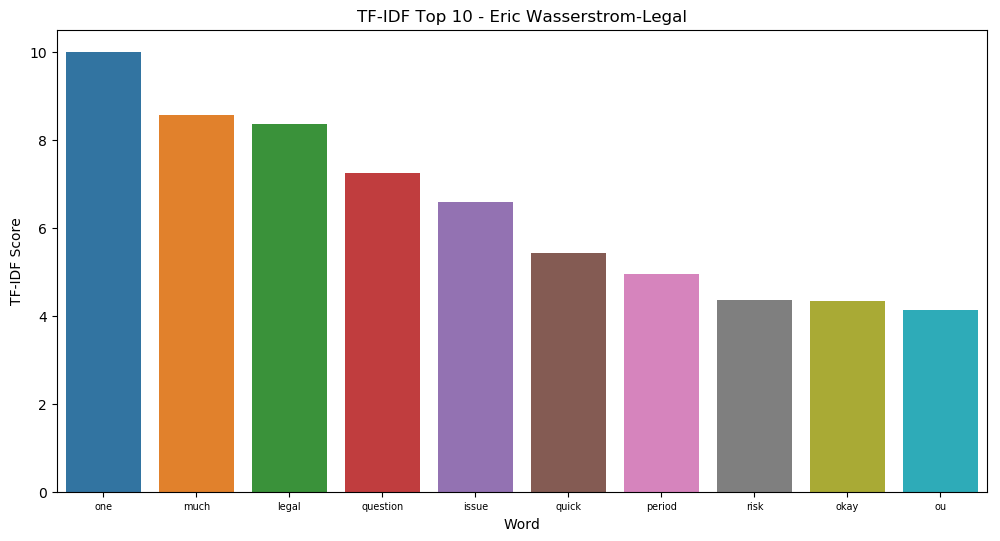 TF-IDF Top 10 - Eric Wasserstrom-Legal
TF-IDF Score
10
8
6
4
2
0
one much legal question issue quick period risk okay ou
Word